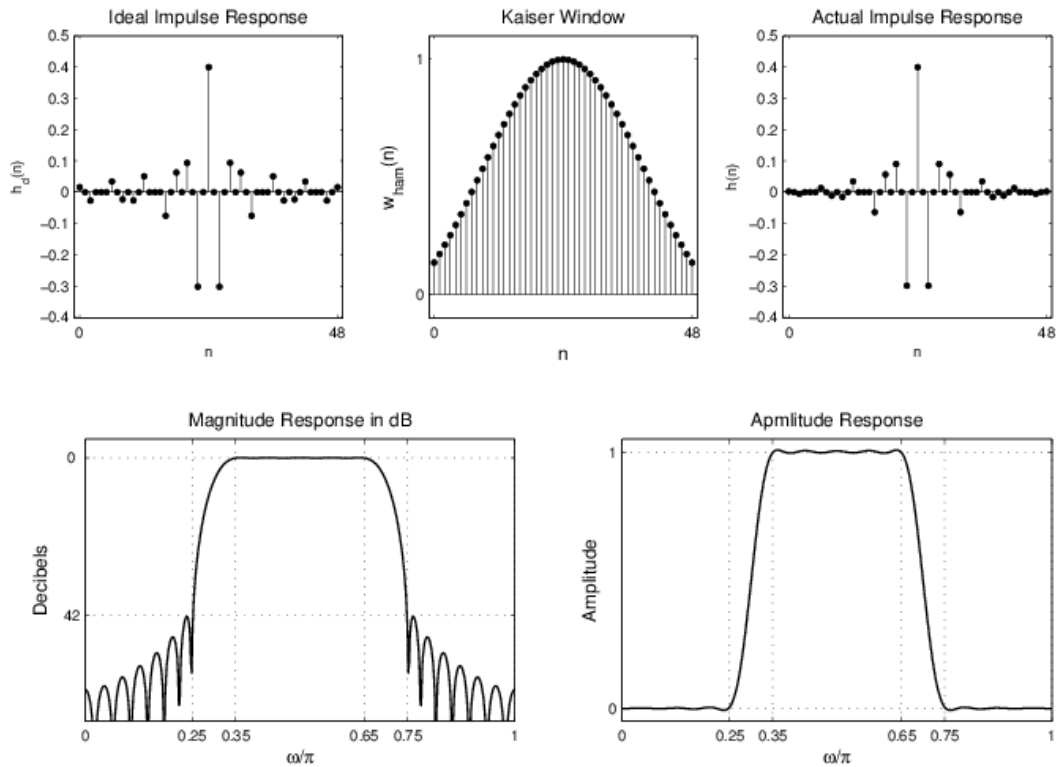 Ideal Impulse Response
0.5
0.4
0.3
0.2
0.1
0
−0.1
−0.2
−0.3
−0.4
h_d(n)
0
48
n
Kaiser Window
1
0
w_ham(n)
0
48
n
Actual Impulse Response
0.5
0.4
0.3
0.2
0.1
0
−0.1
−0.2
−0.3
−0.4
h(n)
0
48
n
Magnitude Response in dB
0
42
Decibels
0
0.25
0.35
0.65
0.75
1
ω/π
Apmlitude Response
1
0
Amplitude
0
0.25
0.35
0.65
0.75
1
ω/π